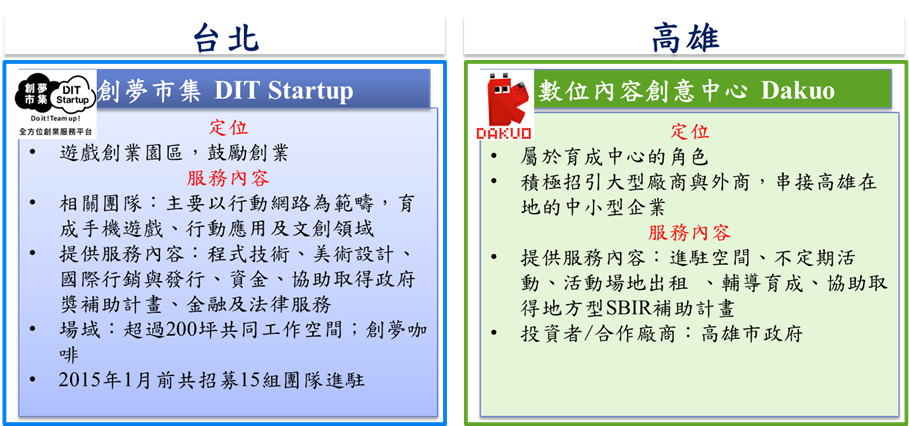 台北
創夢市集 DIT Startup
創夢
市集
DIT
Startup
Do it! Team up!
全方位創業服務平台
定位
• 遊戲創業園區，鼓勵創業
服務內容
• 相關團隊：主要以行動網路為範疇，育
成手機遊戲、行動應用及文創領域
• 提供服務內容：程式技術、美術設計、
國際行銷與發行、資金、協助取得政府
獎補助計畫、金融及法律服務
• 場域：超過200坪共同工作空間；創夢咖
啡
• 2015年1月前共招募15組團隊進駐
高雄
數位內容創意中心 Dakuo
DAKUO
定位
• 屬於育成中心的角色
• 積極招引大型廠商與外商，串接高雄在
地的中小型企業
服務內容
• 提供服務內容：進駐空間、不定期活
動、活動場地出租 、輔導育成、協助取
得地方型SBIR補助計畫
• 投資者/合作廠商：高雄市政府